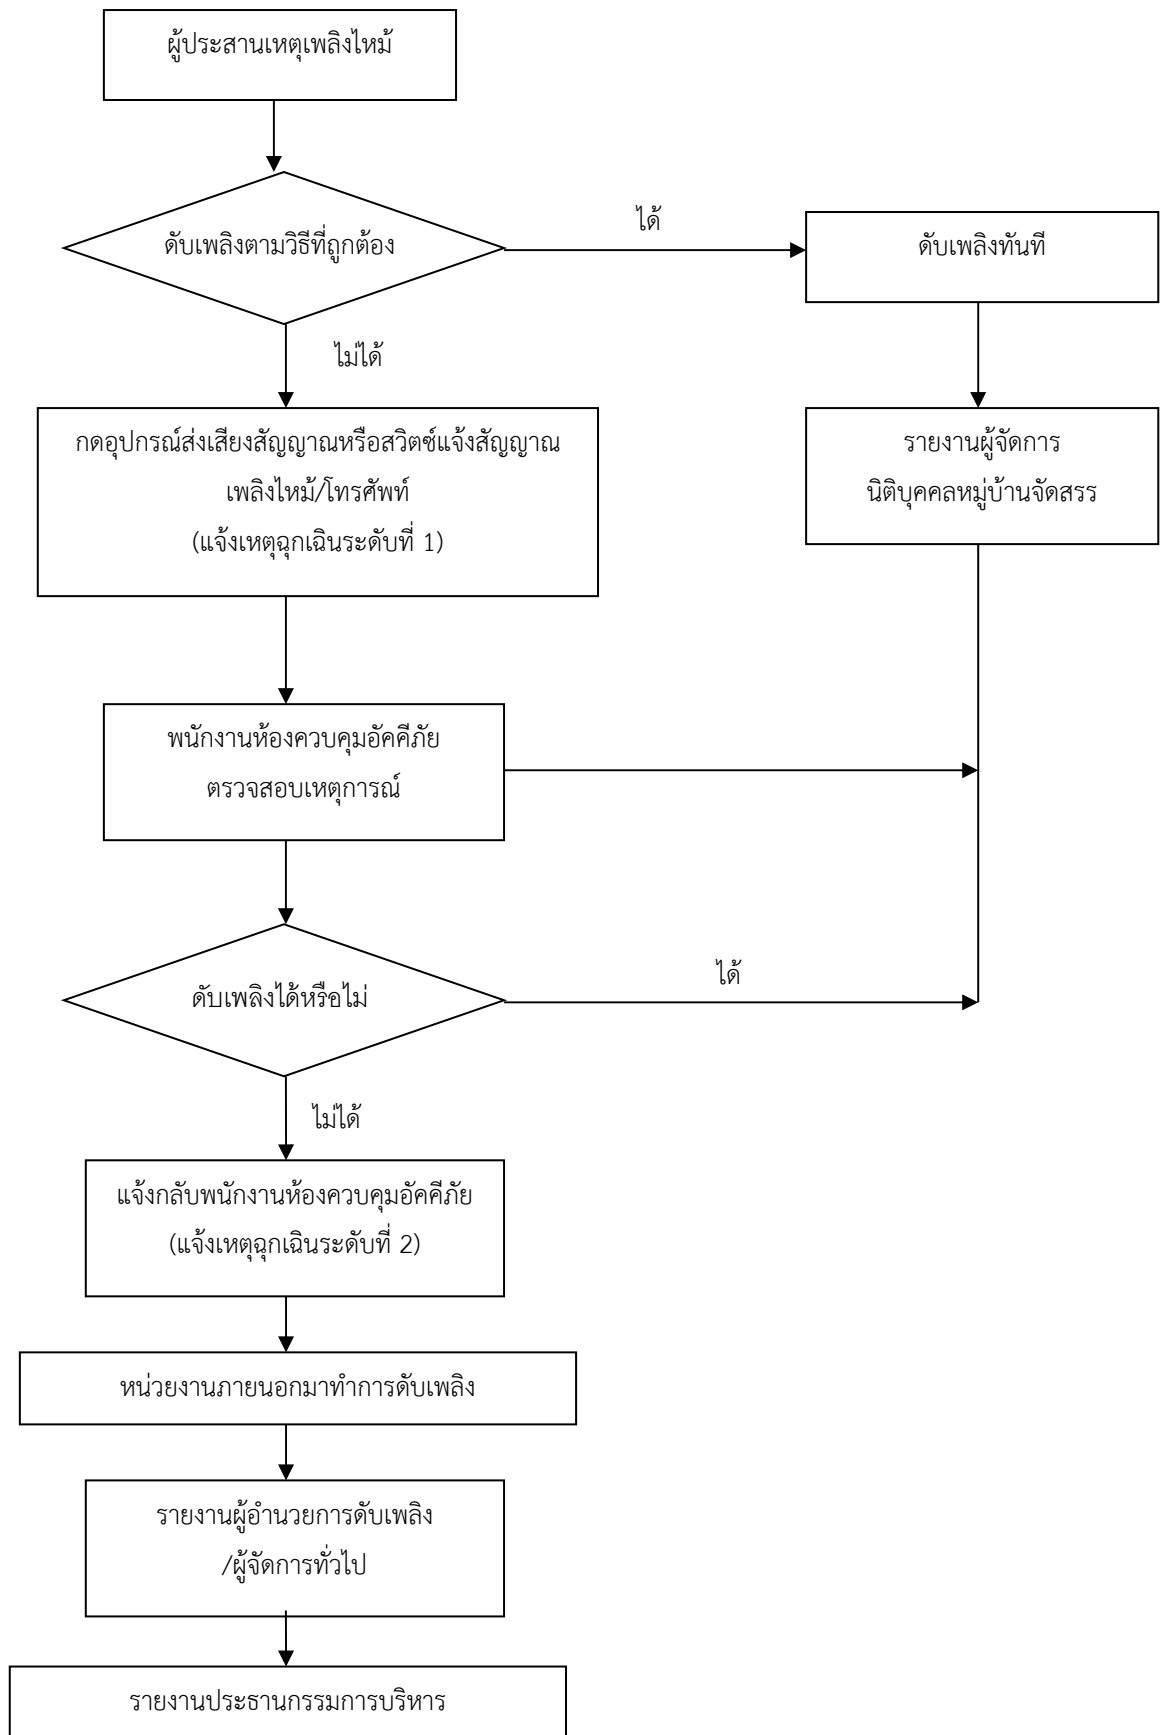 ผู้ประสานเหตุเพลิงไหม้
ดับเพลิงตามวิธีที่ถูกต้อง
ได้
ดับเพลิงทันที
ไม่ได้
กดอุปกรณ์ส่งเสียงสัญญาณหรือสวิตซ์แจ้งสัญญาณ
เพลิงไหม้/โทรศัพท์
(แจ้งเหตุฉุกเฉินระดับที่ 1)
รายงานผู้จัดการ
นิติบุคคลหมู่บ้านจัดสรร
พนักงานห้องควบคุมอัคคีภัย
ตรวจสอบเหตุการณ์
ดับเพลิงได้หรือไม่
ได้
ไม่ได้
แจ้งกลับพนักงานห้องควบคุมอัคคีภัย
(แจ้งเหตุฉุกเฉินระดับที่ 2)
หน่วยงานภายนอกมาทำการดับเพลิง
รายงานผู้อำนวยการดับเพลิง
/ผู้จัดการทั่วไป
รายงานประธานกรรมการบริหาร